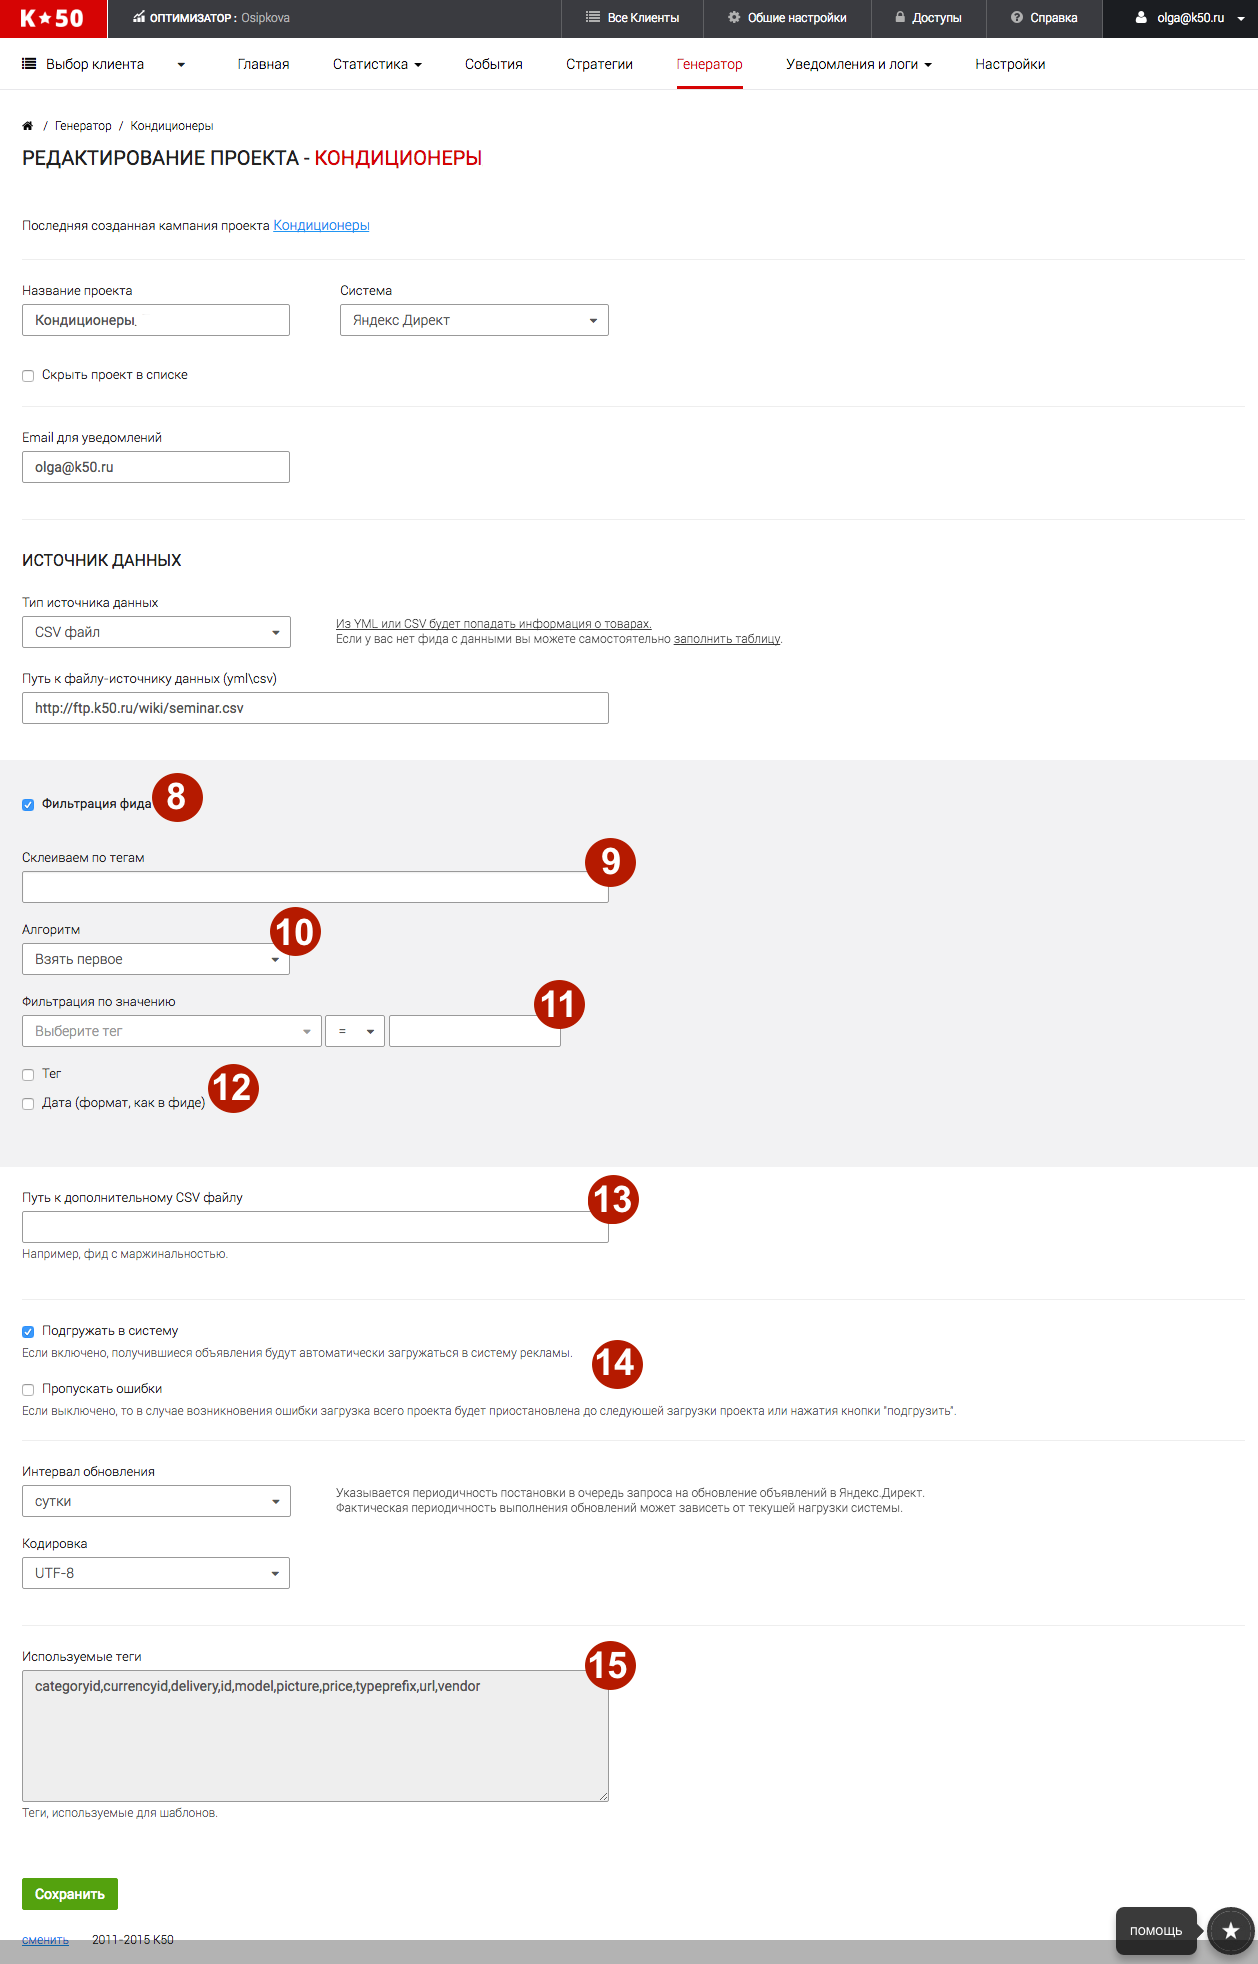 K★50
ОПТИМИЗАТОР : Osipkova
Все Клиенты
Общие настройки
Доступы
Справка
olga@k50.ru
Выбор клиента
Главная
Статистика
События
Стратегии
Генератор
Уведомления и логи
Настройки
/ Генератор / Кондиционеры
РЕДАКТИРОВАНИЕ ПРОЕКТА - КОНДИЦИОНЕРЫ
Последняя созданная кампания проекта Кондиционеры
Название проекта
Система
Кондиционеры
Яндекс Директ
Скрыть проект в списке
Email для уведомлений
olga@k50.ru
ИСТОЧНИК ДАННЫХ
Тип источника данных
CSV файл
Из YML или CSV будет попадать информация о товарах.
Если у вас нет фида с данными вы можете самостоятельно заполнить таблицу.
Путь к файлу-источнику данных (yml\csv)
http://ftp.k50.ru/wiki/seminar.csv
Фильтрация фида
8
Склеиваем по тегам
9
Алгоритм
10
Взять первое
Фильтрация по значению
11
Выберите тег
=
Тег
12
Дата (формат, как в фиде)
Путь к дополнительному CSV файлу
13
Например, фид с маржинальностью.
Подгружать в систему
Если включено, получившиеся объявления будут автоматически загружаться в систему рекламы.
14
Пропускать ошибки
Если выключено, то в случае возникновения ошибки загрузка всего проекта будет приостановлена до следующей загрузки проекта или нажатия кнопки "подгрузить".
Интервал обновления
сутки
Указывается периодичность постановки в очередь запроса на обновление объявлений в Яндекс.Директ.
Фактическая периодичность выполнения обновлений может зависеть от текущей нагрузки системы.
Кодировка
UTF-8
Используемые теги
15
categoryid,currencyid,delivery,id,model,picture,price,typeprefix,url,vendor
Теги, используемые для шаблонов.
Сохранить
помощь
сменить
2011-2015 К50